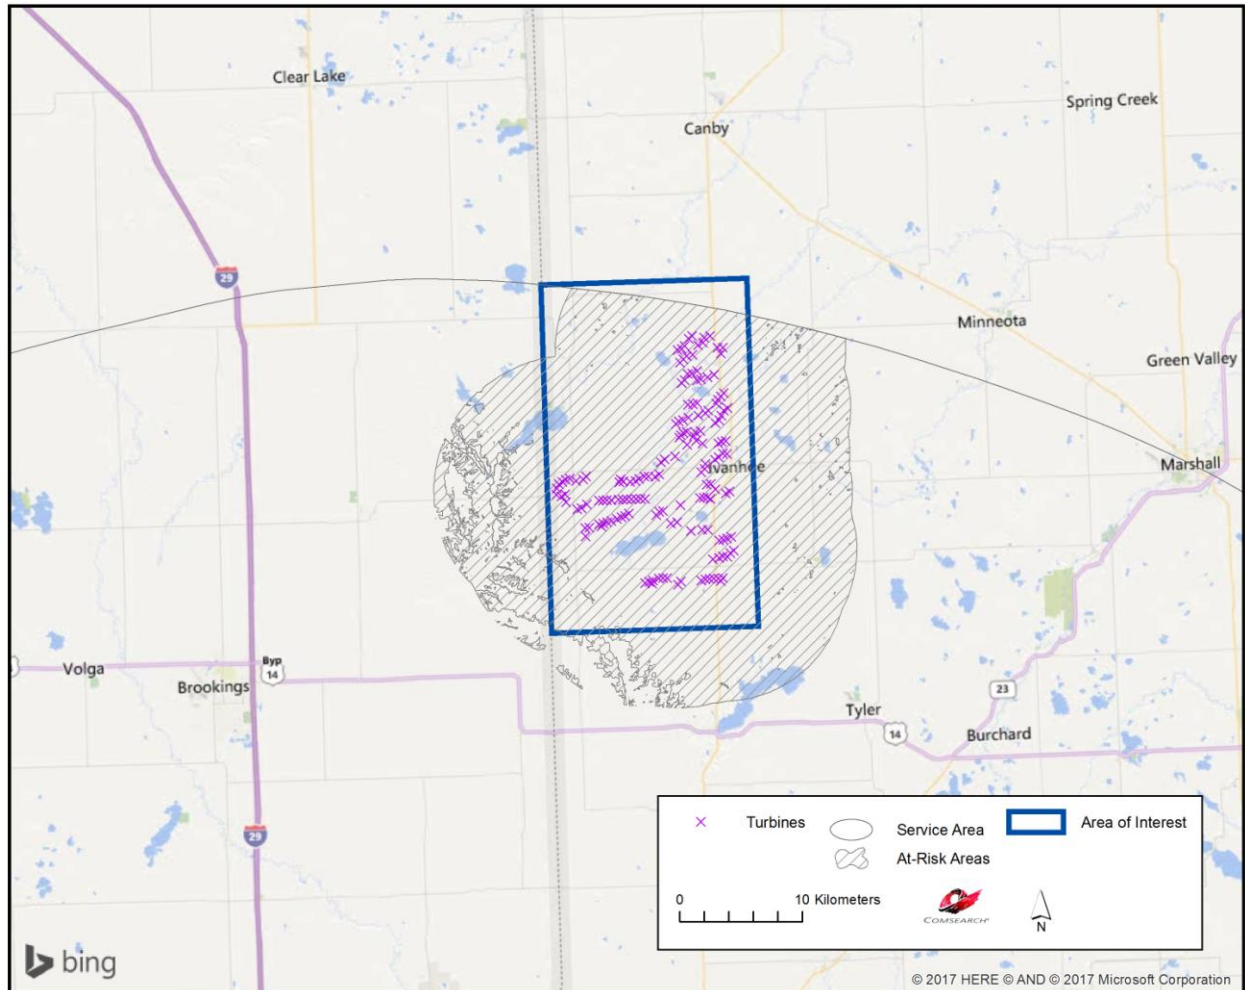 Clear Lake
Spring Creek
Canby
29
Minneota
Green Valley
Ivanhoe
Marshall
Volga
Byp
14
Brookings
23
Tyler
14
Burchard
29
Turbines
Service Area
Area of Interest
At-Risk Areas
0
10 Kilometers
COMSEARCH
N
bing
© 2017 HERE © AND © 2017 Microsoft Corporation